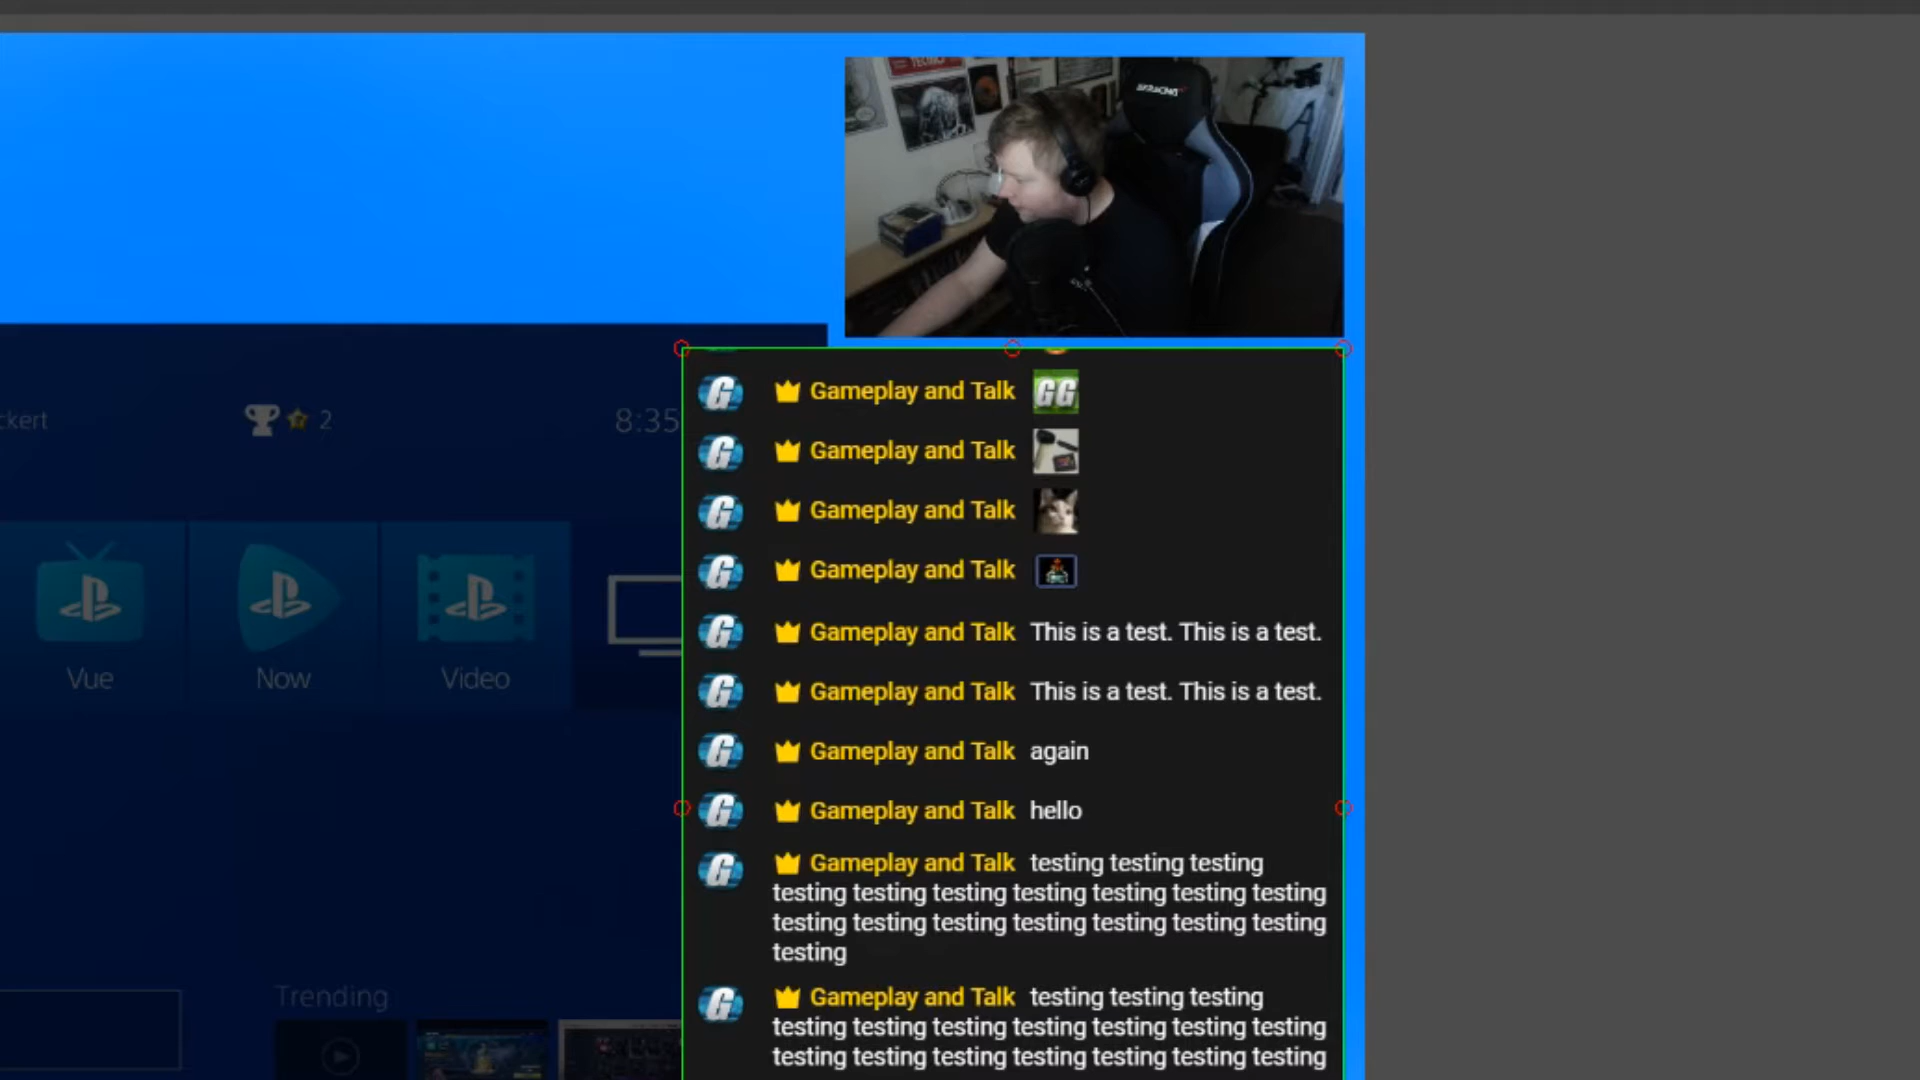 AKRACING
ckert
2
8:35
Vue
Now
Video
Trending
Gameplay and Talk GG
Gameplay and Talk
Gameplay and Talk
Gameplay and Talk
Gameplay and Talk This is a test. This is a test.
Gameplay and Talk This is a test. This is a test.
Gameplay and Talk again
Gameplay and Talk hello
Gameplay and Talk testing testing testing
testing testing testing testing testing testing testing
testing testing testing testing testing testing testing
testing
Gameplay and Talk testing testing testing
testing testing testing testing testing testing testing
testing testing testing testing testing testing testing